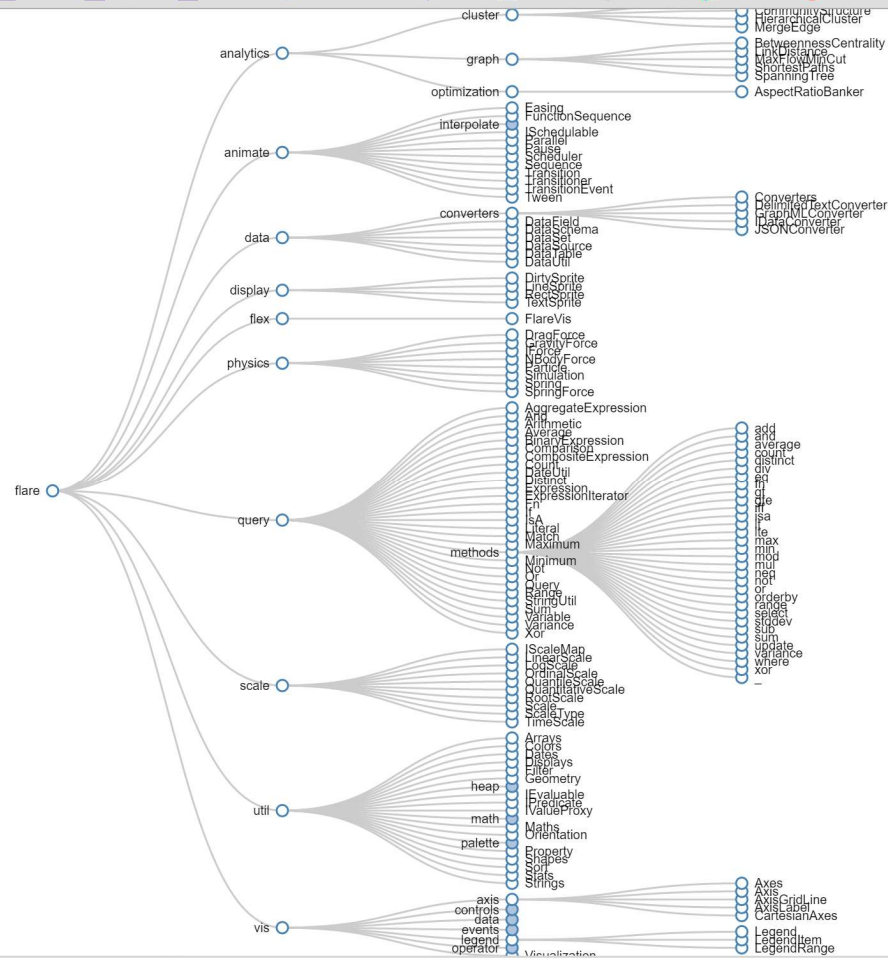 flare
analytics
cluster
CommunityStructure
HierarchicalCluster
MergeEdge
graph
BetweennessCentrality
LinkDistance
MaxFlowMinCut
ShortestPaths
SpanningTree
optimization
AspectRatioBanker
animate
Easing
FunctionSequence
interpolate
ISchedulable
Parallel
Pause
Scheduler
Sequence
Transition
Transitioner
TransitionEvent
Tween
data
converters
Converters
DelimitedTextConverter
GraphMLConverter
IDataConverter
JSONConverter
DataField
DataSchema
DataSet
DataSource
DataTable
DataUtil
display
DirtySprite
LineSprite
RectSprite
TextSprite
flex
FlareVis
physics
DragForce
GravityForce
IForce
NBodyForce
Particle
Simulation
Spring
SpringForce
query
AggregateExpression
And
Arithmetic
Average
BinaryExpression
Comparison
CompositeExpression
Count
DateUtil
Distinct
Expression
ExpressionIterator
Fn
If
IsA
Literal
Match
Maximum
methods
add
and
average
count
distinct
div
eq
fn
gt
gte
iff
isa
lt
lte
max
min
mod
mul
neq
not
or
orderby
range
select
stddev
sub
sum
update
variance
where
xor
_
Minimum
Not
Or
Query
Range
StringUtil
Sum
Variable
Variance
Xor
scale
IScaleMap
LinearScale
LogScale
OrdinalScale
QuantileScale
QuantitativeScale
RootScale
Scale
ScaleType
TimeScale
util
Arrays
Colors
Dates
Displays
Filter
Geometry
heap
IEvaluable
IPredicate
IValueProxy
math
Maths
Orientation
palette
Property
Shapes
Sort
Stats
Strings
vis
axis
Axes
Axis
AxisGridLine
AxisLabel
CartesianAxes
controls
data
events
legend
Legend
LegendItem
LegendRange
operator
Visualization